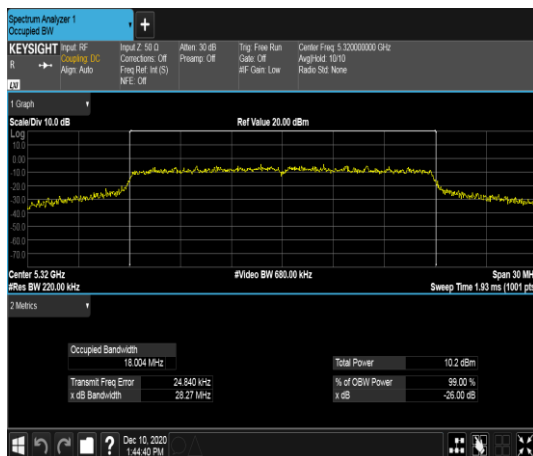 Spectrum Analyzer 1
Occupied BW
+
KEYSIGHT
R
Input: RF
Coupling: DC
Align: Auto
Input Z: 50 Ω
Corrections: Off
Freq Ref: Int (S)
NFE: Off
Atten: 30 dB
Preamp: Off
Trig: Free Run
Gate: Off
#IF Gain: Low
Center Freq: 5.320000000 GHz
Avg|Hold: 10/10
Radio Std: None
1 Graph
Scale/Div 10.0 dB
Ref Value 20.00 dBm
Log
10.0
0.00
-10.0
-20.0
-30.0
-40.0
-50.0
-60.0
-70.0
Center 5.32 GHz
#Video BW 680.00 kHz
Span 30 MH
#Res BW 220.00 kHz
Sweep Time 1.93 ms (1001 pts
2 Metrics
Occupied Bandwidth
18.004 MHz
Total Power 10.2 dBm
Transmit Freq Error 24.840 kHz
% of OBW Power 99.00 %
x dB Bandwidth 28.27 MHz
x dB -26.00 dB
?
Dec 10, 2020
1:44:40 PM